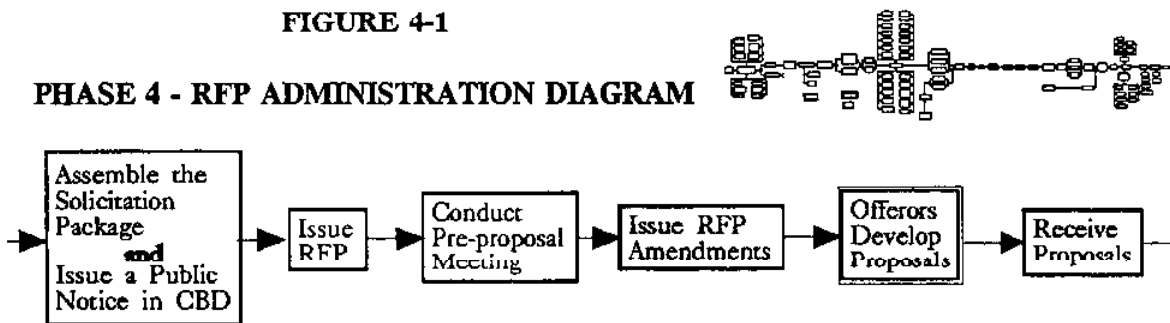 FIGURE 4-1
PHASE 4 - RFP ADMINISTRATION DIAGRAM
Assemble the
Solicitation
Package
and
Issue a Public
Notice in CBD
Issue
RFP
Conduct
Pre-proposal
Meeting
Issue RFP
Amendments
Offerors
Develop
Proposals
Receive
Proposals